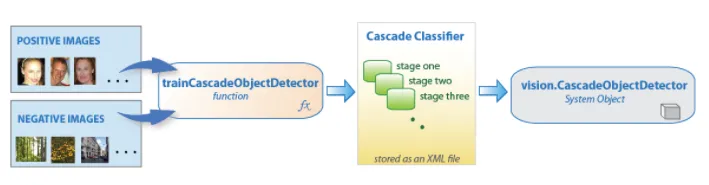 POSITIVE IMAGES
. . .
NEGATIVE IMAGES
. . .
trainCascadeObjectDetector
function
fx
Cascade Classifier
stage one
stage two
stage three
stored as an XML file
vision.CascadeObjectDetector
System Object